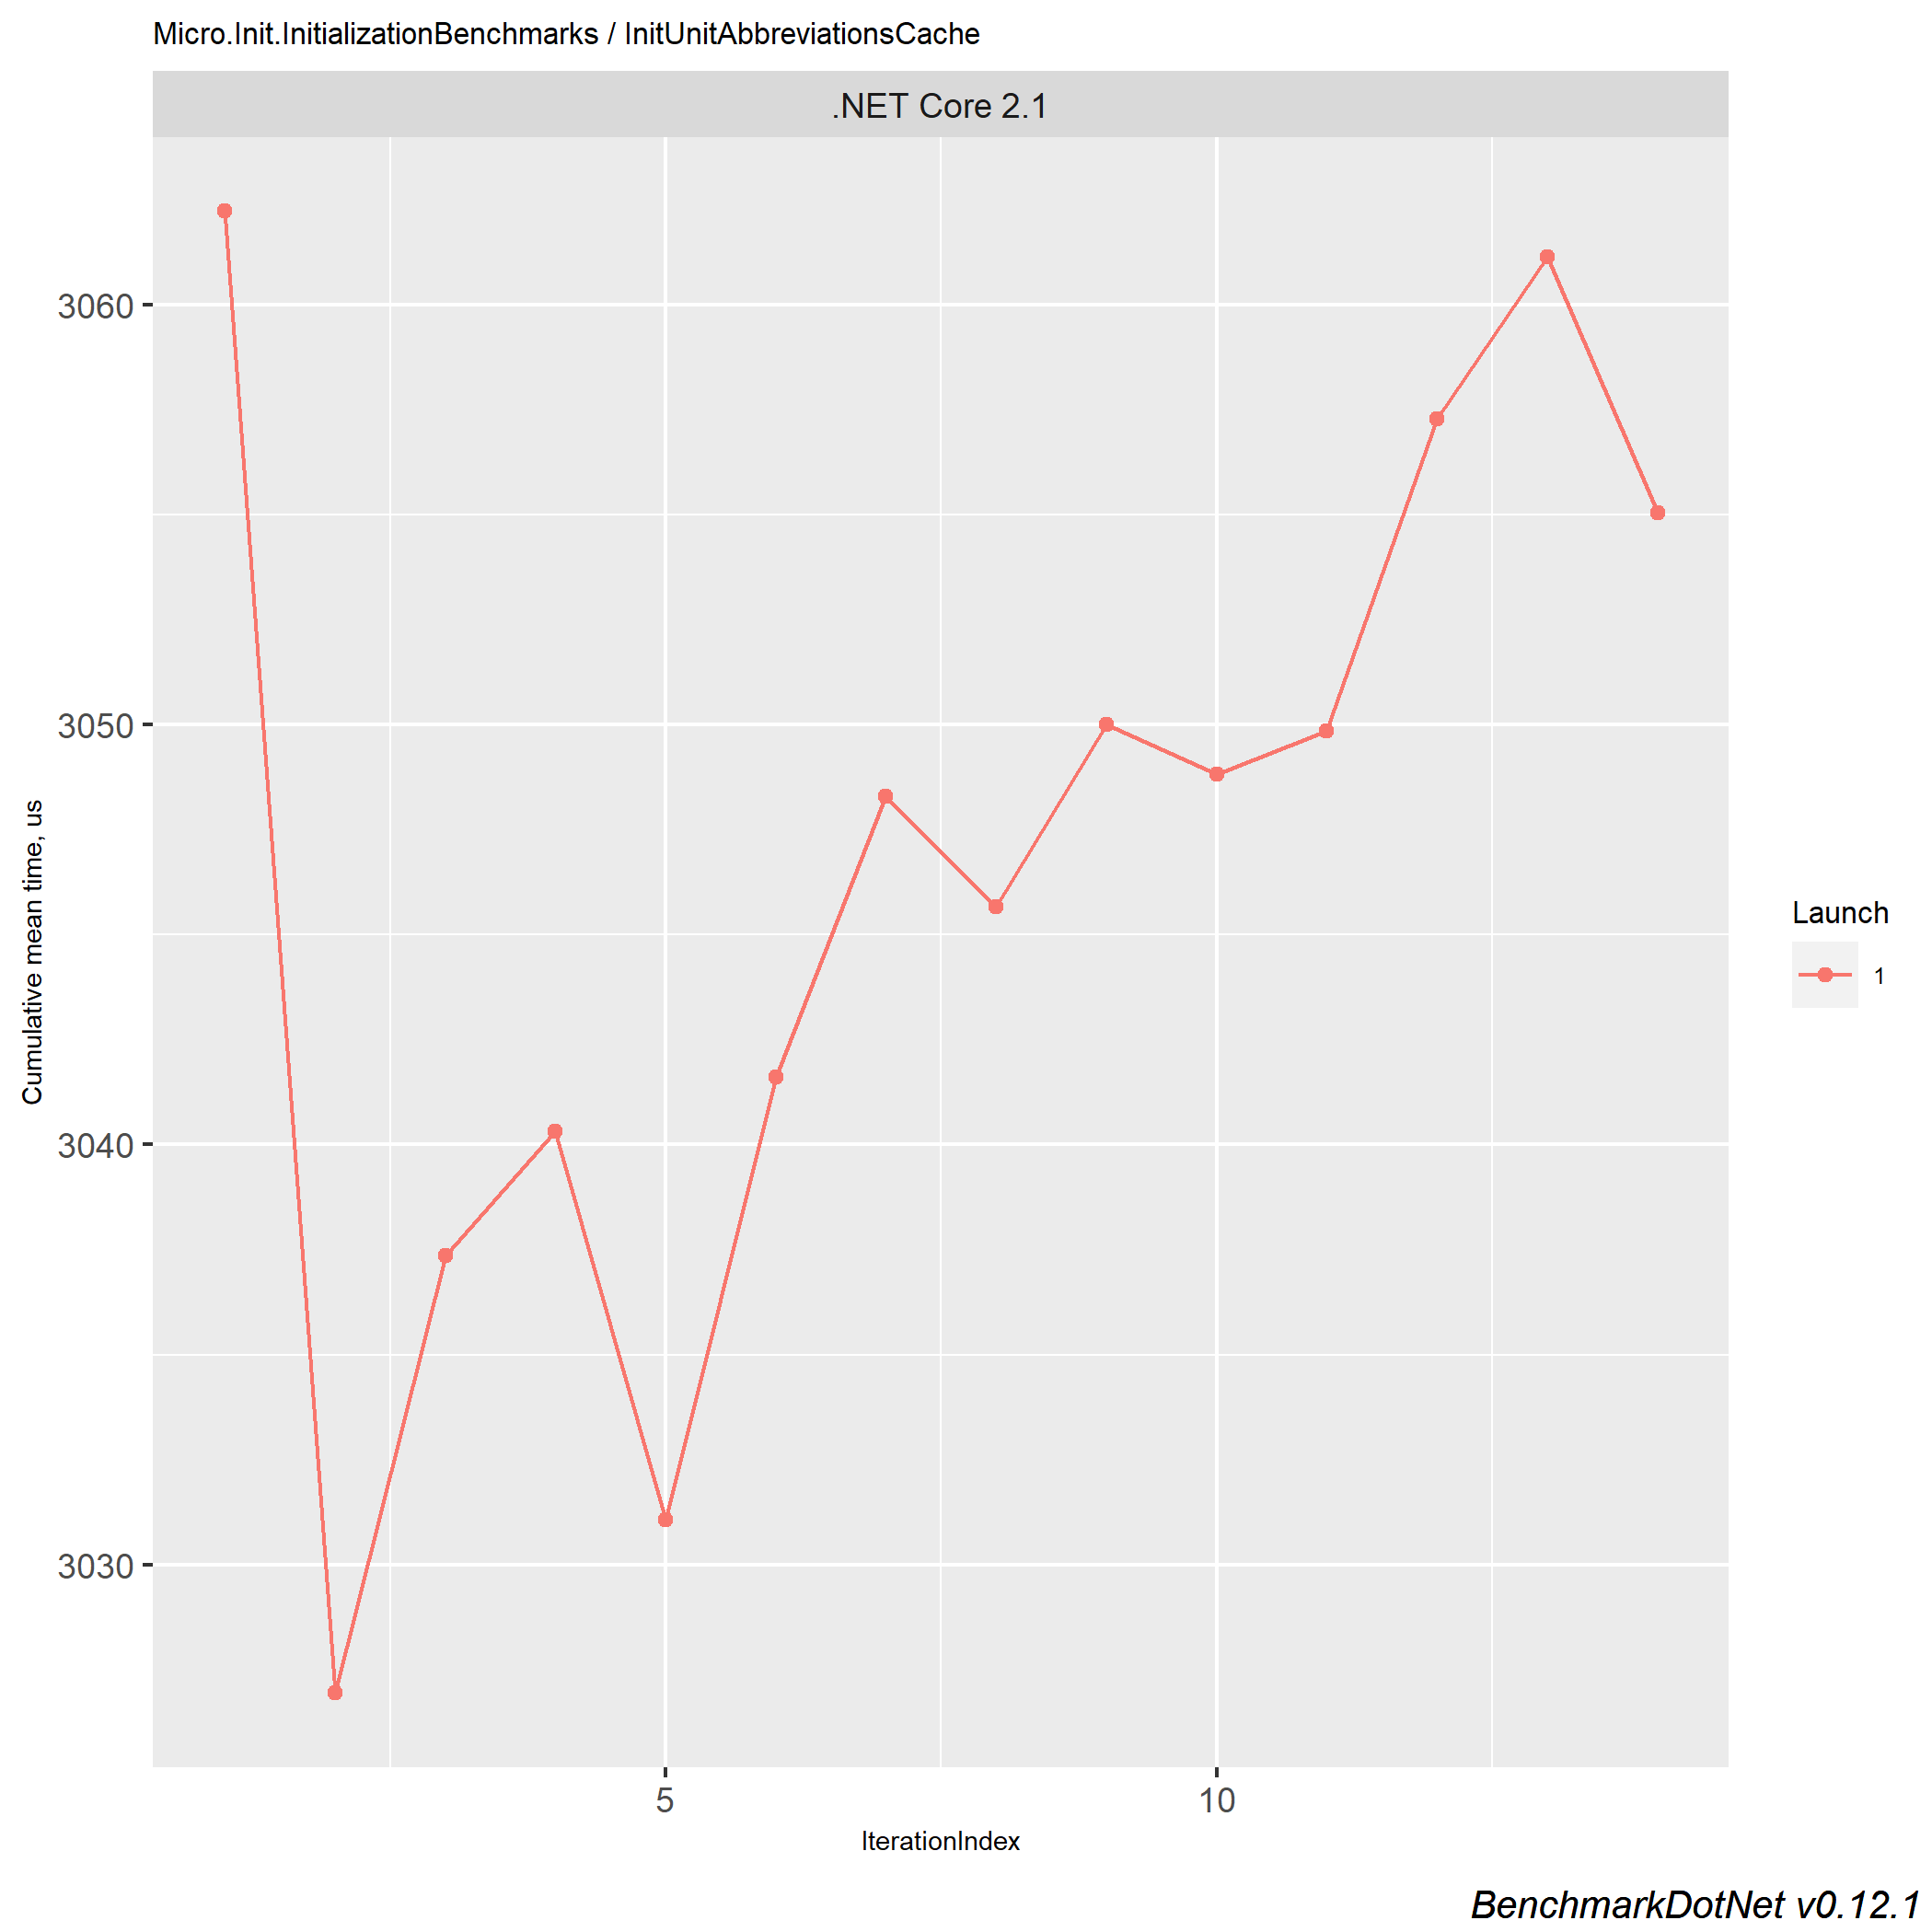 Micro.Init.InitializationBenchmarks / InitUnitAbbreviationsCache
.NET Core 2.1
3060
3050
3040
3030
Cumulative mean time, us
5
10
IterationIndex
Launch
1
BenchmarkDotNet v0.12.1